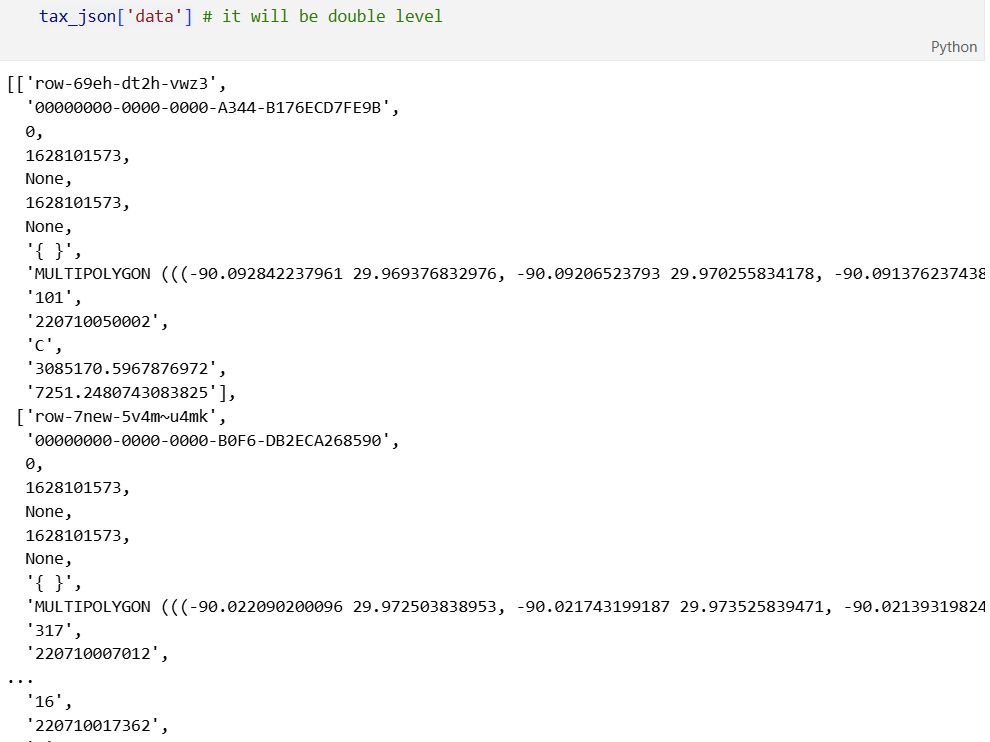 tax_json['data'] # it will be double level
Python
[['row-69eh-dt2h-vwz3',
'00000000-0000-0000-A344-B176ECD7FE9B',
0,
1628101573,
None,
1628101573,
None,
'{ }',
'MULTIPOLYGON (((-90.092842237961 29.969376832976, -90.09206523793 29.970255834178, -90.091376237438
'101',
'220710050002',
'C',
'3085170.5967876972',
'7251.2480743083825'],
['row-7new-5v4m~u4mk',
'00000000-0000-0000-B0F6-DB2ECA268590',
0,
1628101573,
None,
1628101573,
None,
'{ }',
'MULTIPOLYGON (((-90.022090200096 29.972503838953, -90.021743199187 29.973525839471, -90.02139319824
'317',
'220710007012',
...
'16',
'220710017362',